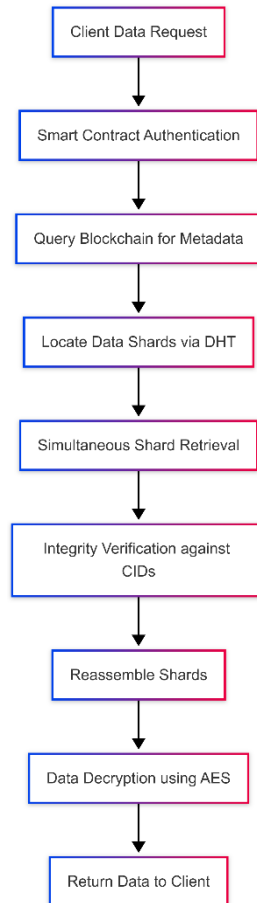 Client Data Request
Smart Contract Authentication
Query Blockchain for Metadata
Locate Data Shards via DHT
Simultaneous Shard Retrieval
Integrity Verification against
CIDs
Reassemble Shards
Data Decryption using AES
Return Data to Client